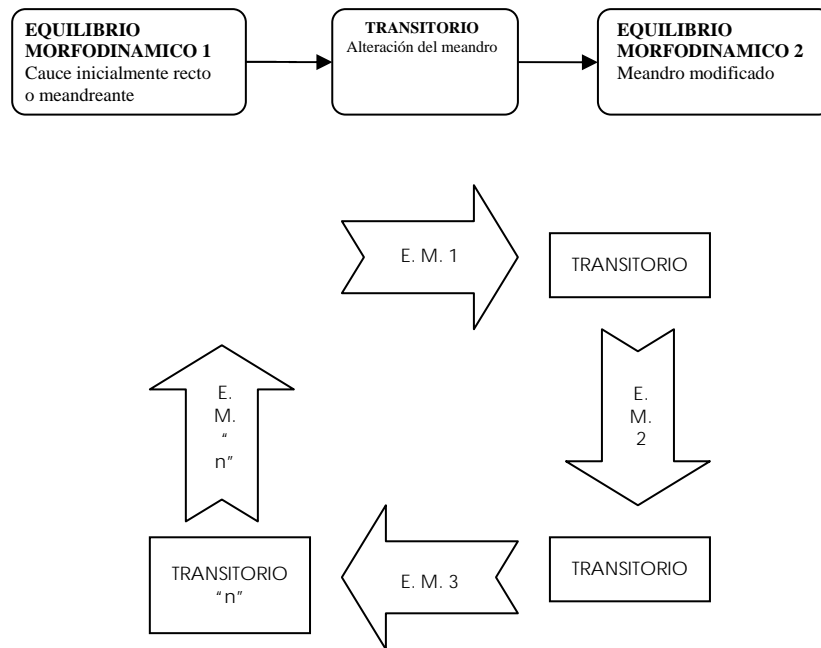 EQUILIBRIO
MORFODINAMICO 1
Cauce inicialmente recto
o meandreante
TRANSITORIO
Alteración del meandro
EQUILIBRIO
MORFODINAMICO 2
Meandro modificado
E. M. 1
TRANSITORIO
E.
M.
2
TRANSITORIO
E. M. 3
TRANSITORIO
"n"
E.
M.
"
n"